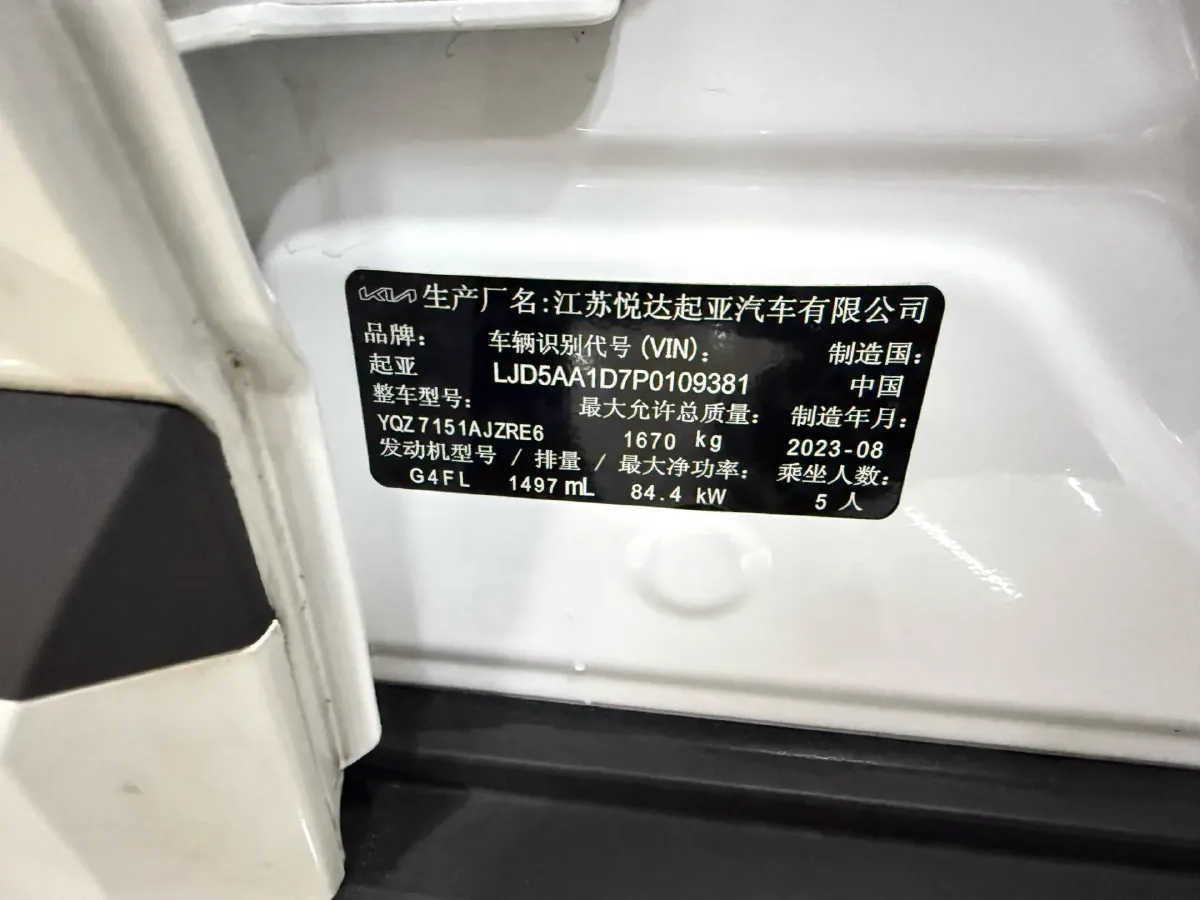 KIA 生产厂名:江苏悦达起亚汽车有限公司
品牌: 车辆识别代号 (VIN): 制造国:
起亚 LJD5AA1D7P0109381 中国
整车型号: 最大允许总质量: 制造年月:
YQZ7151AJZRE6 1670 kg 2023-08
发动机型号 / 排量 / 最大净功率: 乘坐人数:
G4FL 1497 mL 84.4 kW 5 人